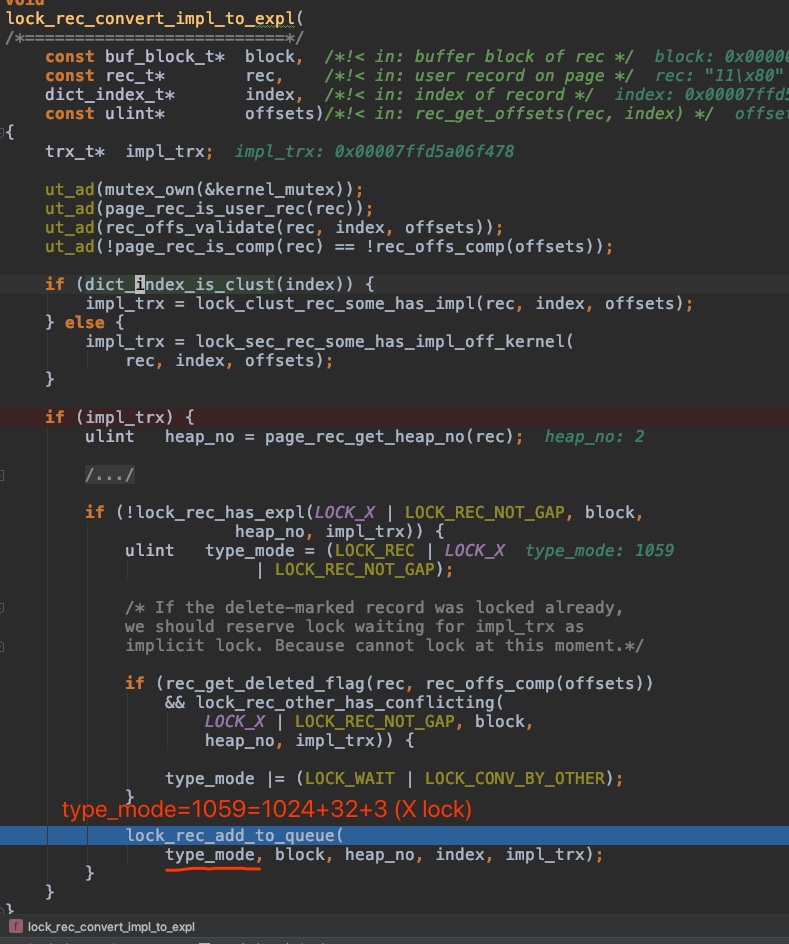 void
lock_rec_convert_impl_to_expl(
/*============================*/
const buf_block_t* block, /*!< in: buffer block of rec */ block: 0x0000
const rec_t* rec, /*!< in: user record on page */ rec: "11\x80"
dict_index_t* index, /*!< in: index of record */ index: 0x00007ffd5
const ulint* offsets)/*!< in: rec_get_offsets(rec, index) */ offset
{
trx_t* impl_trx; impl_trx: 0x00007ffd5a06f478
ut_ad(mutex_own(&kernel_mutex));
ut_ad(page_rec_is_user_rec(rec));
ut_ad(rec_offs_validate(rec, index, offsets));
ut_ad(!page_rec_is_comp(rec) == !rec_offs_comp(offsets));
if (dict_index_is_clust(index)) {
impl_trx = lock_clust_rec_some_has_impl(rec, index, offsets);
} else {
impl_trx = lock_sec_rec_some_has_impl_off_kernel(
rec, index, offsets);
}
if (impl_trx) {
ulint heap_no = page_rec_get_heap_no(rec); heap_no: 2
/.../
if (!lock_rec_has_expl(LOCK_X | LOCK_REC_NOT_GAP, block,
heap_no, impl_trx)) {
ulint type_mode = (LOCK_REC | LOCK_X type_mode: 1059
| LOCK_REC_NOT_GAP);
/* If the delete-marked record was locked already,
we should reserve lock waiting for impl_trx as
implicit lock. Because cannot lock at this moment.*/
if (rec_get_deleted_flag(rec, rec_offs_comp(offsets))
&& lock_rec_other_has_conflicting(
LOCK_X | LOCK_REC_NOT_GAP, block,
heap_no, impl_trx)) {
type_mode |= (LOCK_WAIT | LOCK_CONV_BY_OTHER);
}
type_mode=1059=1024+32+3 (X lock)
lock_rec_add_to_queue(
type_mode, block, heap_no, index, impl_trx);
}
}
}
f lock_rec_convert_impl_to_expl